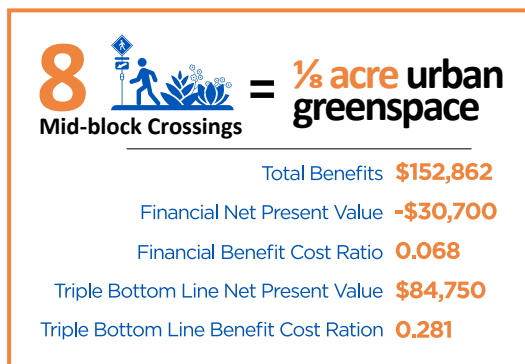 8
Mid-block Crossings
=
⅛ acre urban
greenspace
Total Benefits $152,862
Financial Net Present Value -$30,700
Financial Benefit Cost Ratio 0.068
Triple Bottom Line Net Present Value $84,750
Triple Bottom Line Benefit Cost Ration 0.281